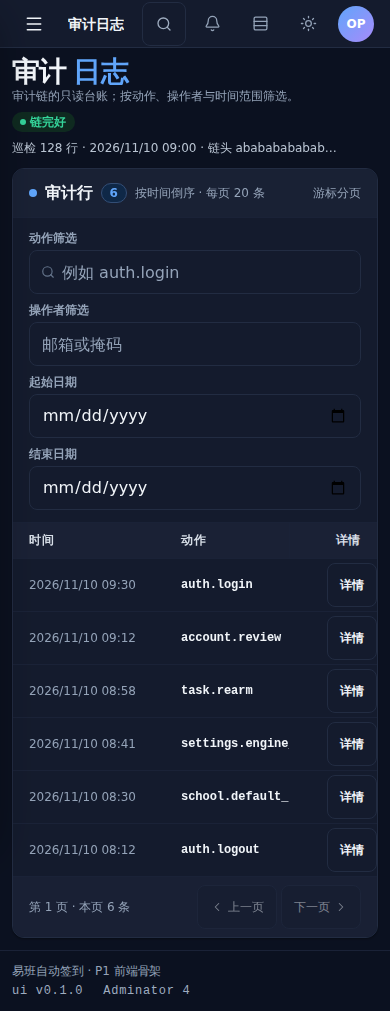 审计日志
OP
审计 日志
审计链的只读台账；按动作、操作者与时间范围筛选。
链完好
巡检 128 行 · 2026/11/10 09:00 · 链头 abababababab…
审计行 6 按时间倒序 · 每页 20 条 游标分页
动作筛选
例如 auth.login
操作者筛选
邮箱或掩码
起始日期
mm/dd/yyyy
结束日期
mm/dd/yyyy
时间 动作 详情
2026/11/10 09:30 auth.login 详情
2026/11/10 09:12 account.review 详情
2026/11/10 08:58 task.rearm 详情
2026/11/10 08:41 settings.engine 详情
2026/11/10 08:30 school.default_ 详情
2026/11/10 08:12 auth.logout 详情
第 1 页 · 本页 6 条 上一页 下一页
易班自动签到 · P1 前端骨架
ui v0.1.0 Adminator 4